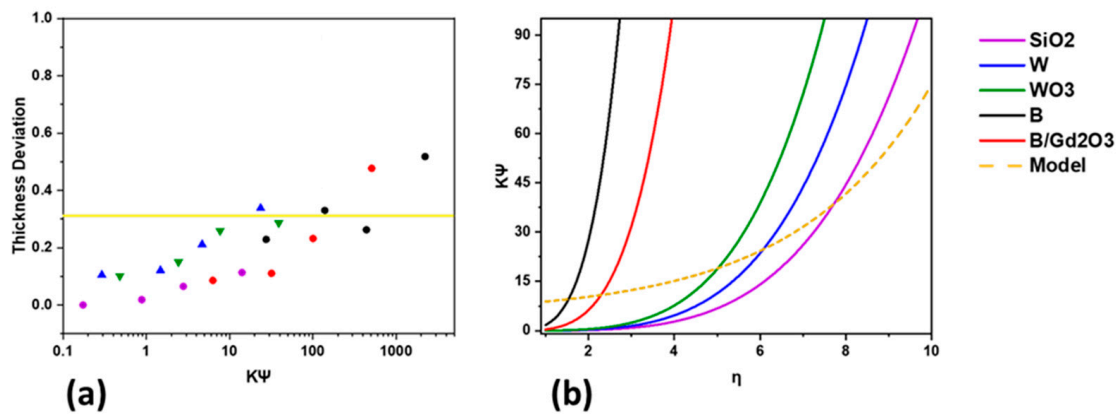 1.0
0.8
0.6
0.4
0.2
0.0
Thickness Deviation
0.1 1 10 100 1000
KΨ
(a)
90
75
60
45
30
15
0
KΨ
2 4 6 8 10
η
(b)
SiO2
W
WO3
B
B/Gd2O3
Model